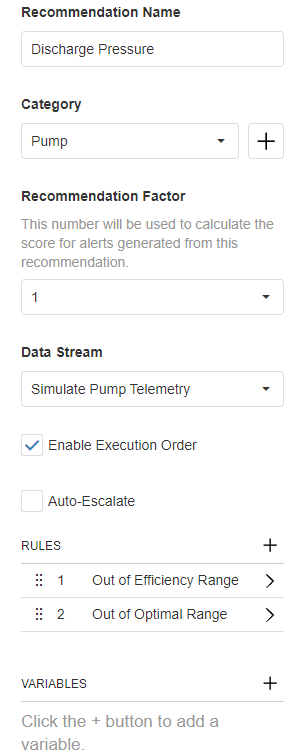 Recommendation Name
Discharge Pressure
Category
Pump
Recommendation Factor
This number will be used to calculate the
score for alerts generated from this
recommendation.
1
Data Stream
Simulate Pump Telemetry
Enable Execution Order
Auto-Escalate
RULES
1 Out of Efficiency Range
2 Out of Optimal Range
VARIABLES
Click the + button to add a
variable.